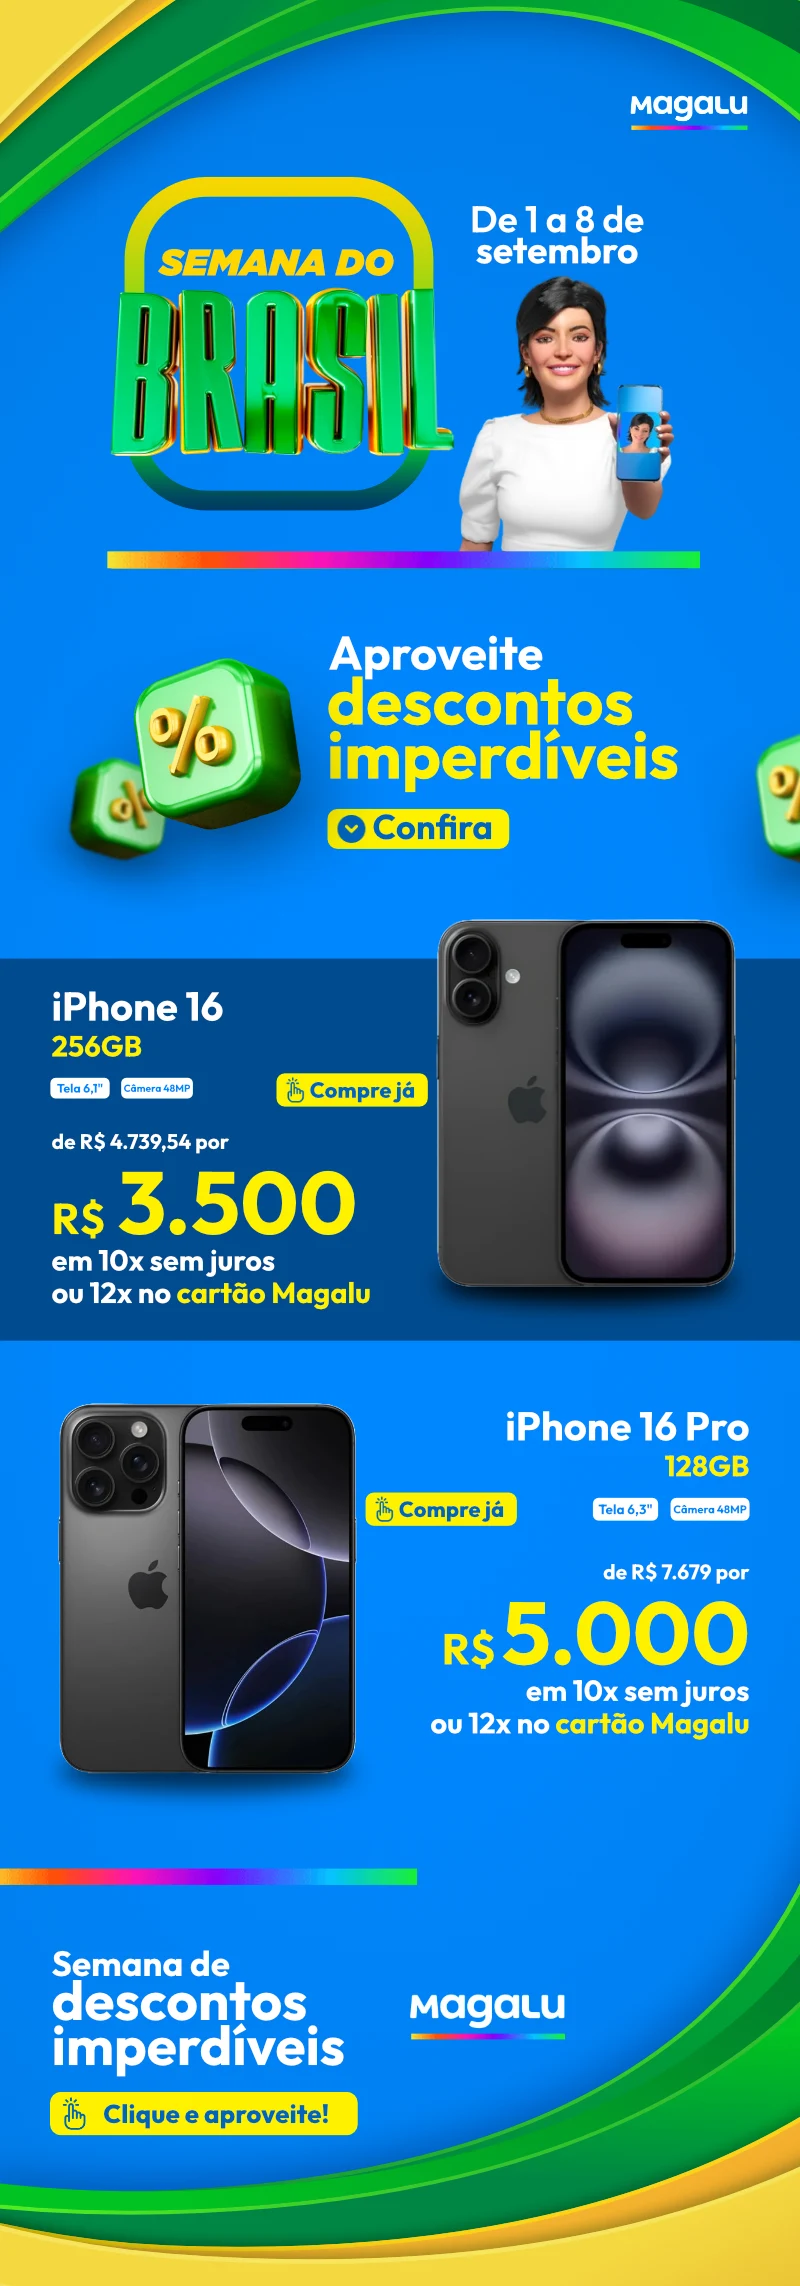 Magalu
SEMANA DO
BRASIL
De 1 a 8 de
setembro
Aproveite
descontos
imperdíveis
Confira
iPhone 16
256GB
Tela 6,1"
Câmera 48MP
Compre já
de R$ 4.739,54 por
R$ 3.500
em 10x sem juros
ou 12x no cartão Magalu
iPhone 16 Pro
128GB
Compre já
Tela 6,3"
Câmera 48MP
de R$ 7.679 por
R$ 5.000
em 10x sem juros
ou 12x no cartão Magalu
Semana de
descontos
imperdíveis
Magalu
Clique e aproveite!